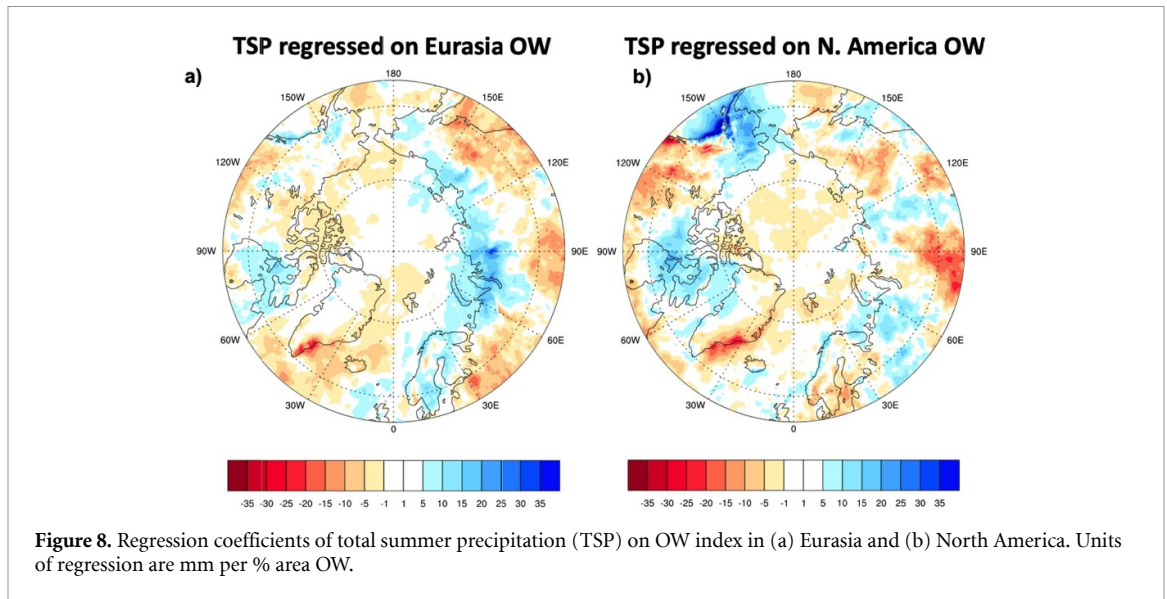 TSP regressed on Eurasia OW
TSP regressed on N. America OW
a)
180
150W
150E
120W
120E
90W
90E
60W
60E
30W
30E
0
b)
180
150W
150E
120W
120E
90W
90E
60W
60E
30W
30E
0
-35 -30 -25 -20 -15 -10 -5 -1 1 5 10 15 20 25 30 35
-35 -30 -25 -20 -15 -10 -5 -1 1 5 10 15 20 25 30 35
Figure 8. Regression coefficients of total summer precipitation (TSP) on OW index in (a) Eurasia and (b) North America. Units
of regression are mm per % area OW.